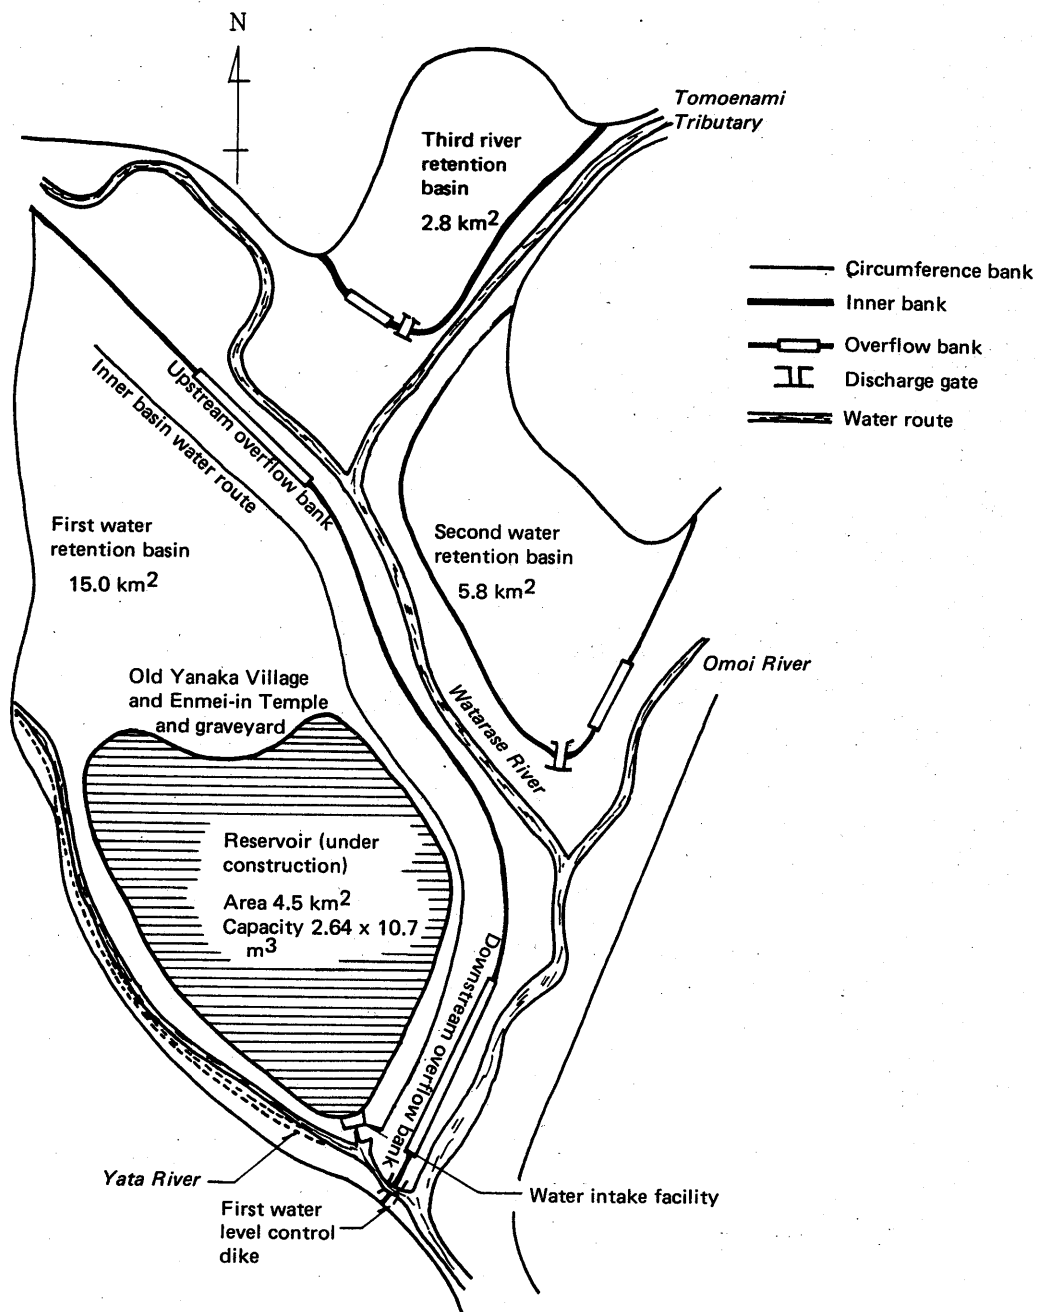 N
Tomoenami
Tributary
Third river
retention
basin
2.8 km2
Circumference bank
Inner bank
Overflow bank
Discharge gate
Water route
Upstream overflow bank
Inner basin water route
First water
retention basin
15.0 km2
Second water
retention basin
5.8 km2
Omoi River
Old Yanaka Village
and Enmei-in Temple
and graveyard
Watarase River
Reservoir (under
construction)
Area 4.5 km2
Capacity 2.64 x 10.7
m3
Downstream overflow bank
Yata River
Water intake facility
First water
level control
dike